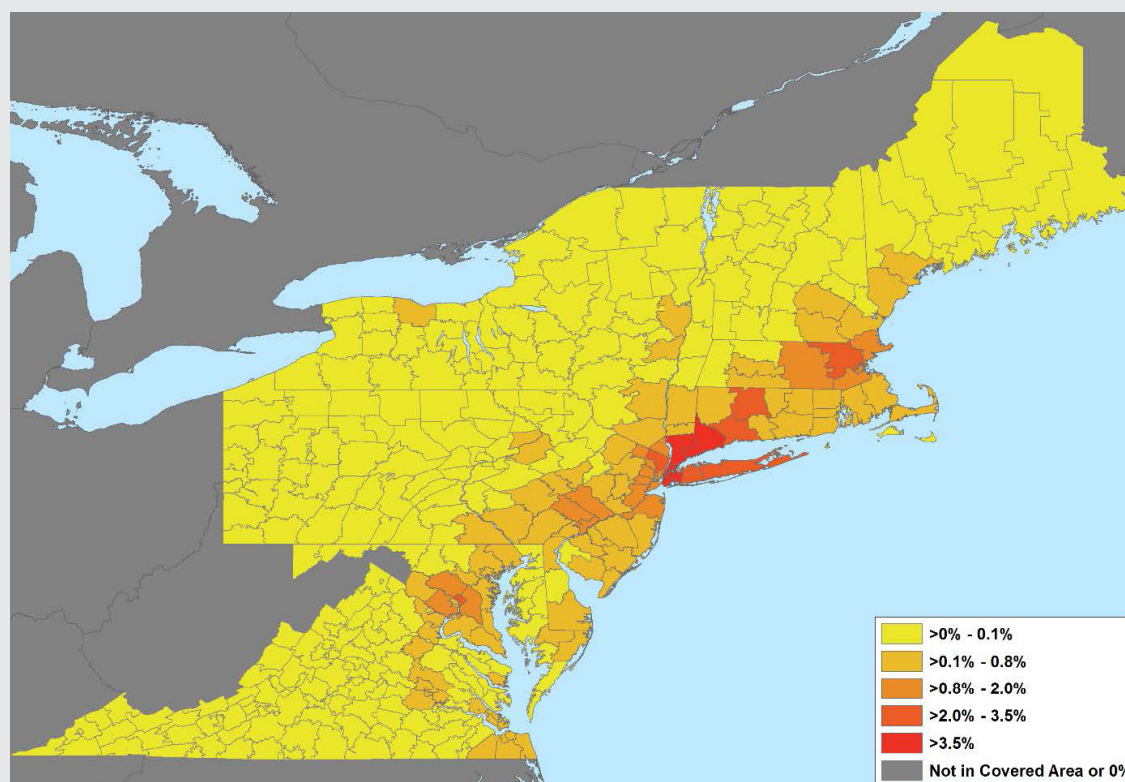 >0% - 0.1%
>0.1% - 0.8%
>0.8% - 2.0%
>2.0% - 3.5%
>3.5%
Not in Covered Area or 0%